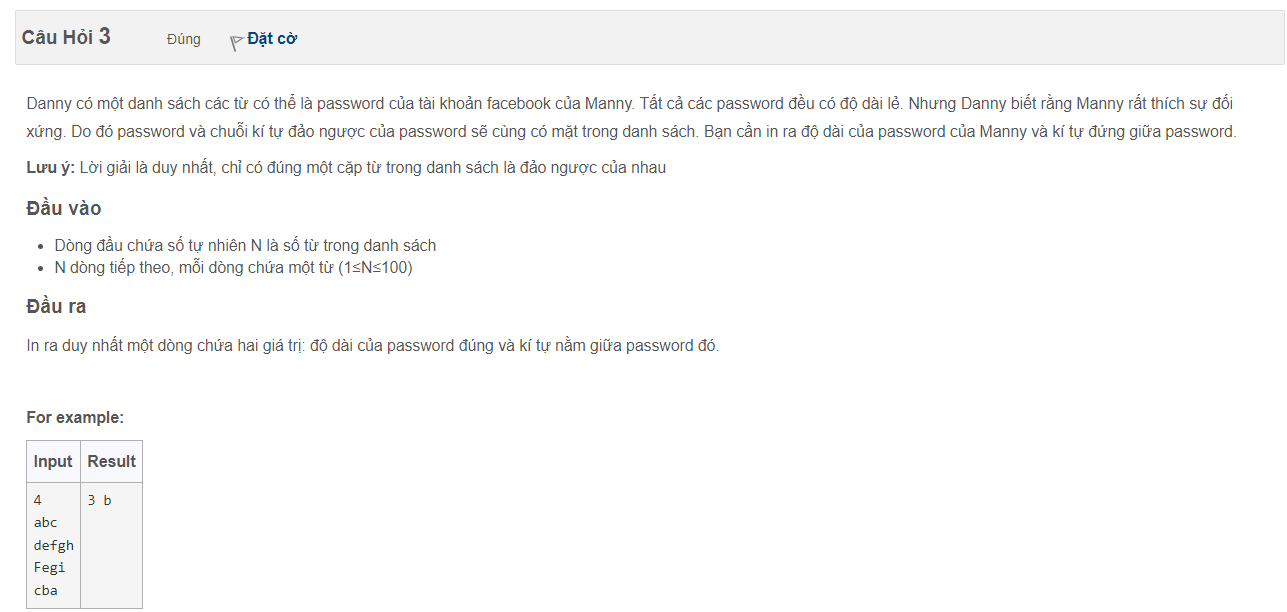 Câu Hỏi 3 Đúng Đặt cờ
Danny có một danh sách các từ có thể là password của tài khoản facebook của Manny. Tất cả các password đều có độ dài lẻ. Nhưng Danny biết rằng Manny rất thích sự đối
xứng. Do đó password và chuỗi kí tự đảo ngược của password sẽ cùng có mặt trong danh sách. Bạn cần in ra độ dài của password của Manny và kí tự đứng giữa password.
Lưu ý: Lời giải là duy nhất, chỉ có đúng một cặp từ trong danh sách là đảo ngược của nhau
Đầu vào
• Dòng đầu chứa số tự nhiên N là số từ trong danh sách
• N dòng tiếp theo, mỗi dòng chứa một từ (1≤N≤100)
Đầu ra
In ra duy nhất một dòng chứa hai giá trị: độ dài của password đúng và kí tự nằm giữa password đó.
For example:
Input Result
4 3 b
abc
defgh
Fegi
cba